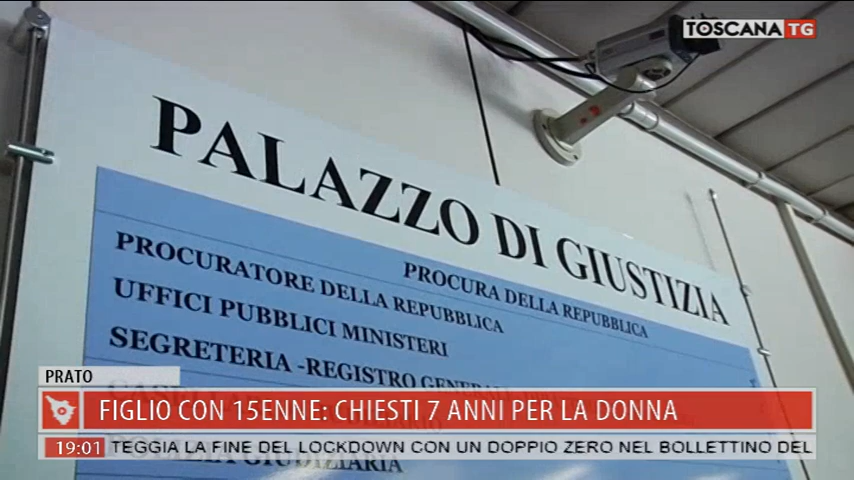 TOSCANA TG
PALAZZO DI GIUSTIZIA
PROCURA DELLA REPUBBLICA
PROCURATORE DELLA REPUBBLICA
UFFICI PUBBLICI MINISTERI
SEGRETERIA -REGISTRO
PRATO
FIGLIO CON 15ENNE: CHIESTI 7 ANNI PER LA DONNA
19:01 TEGGIA LA FINE DEL LOCKDOWN CON UN DOPPIO ZERO NEL BOLLETTINO DEL
POLIZIA GIUDIZIARIA